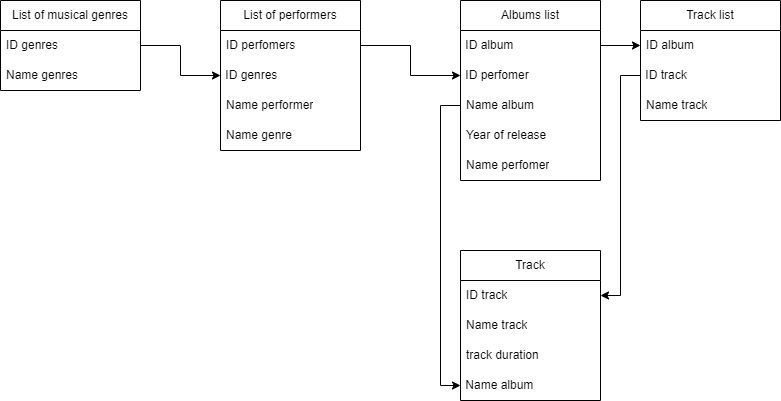 List of musical genres
ID genres
Name genres
List of performers
ID perfomers
ID genres
Name performer
Name genre
Albums list
ID album
ID perfomer
Name album
Year of release
Name perfomer
Track list
ID album
ID track
Name track
Track
ID track
Name track
track duration
Name album